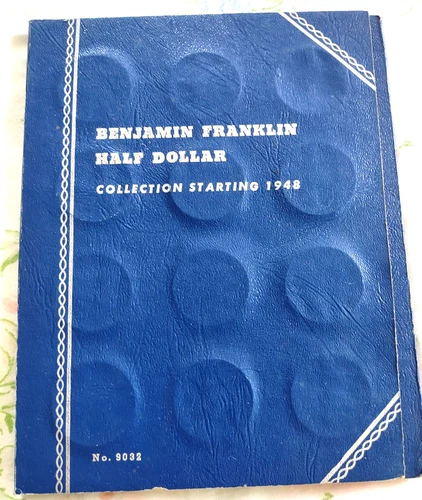 BENJAMIN FRANKLIN
HALF DOLLAR
COLLECTION STARTING 1948
No. 9032